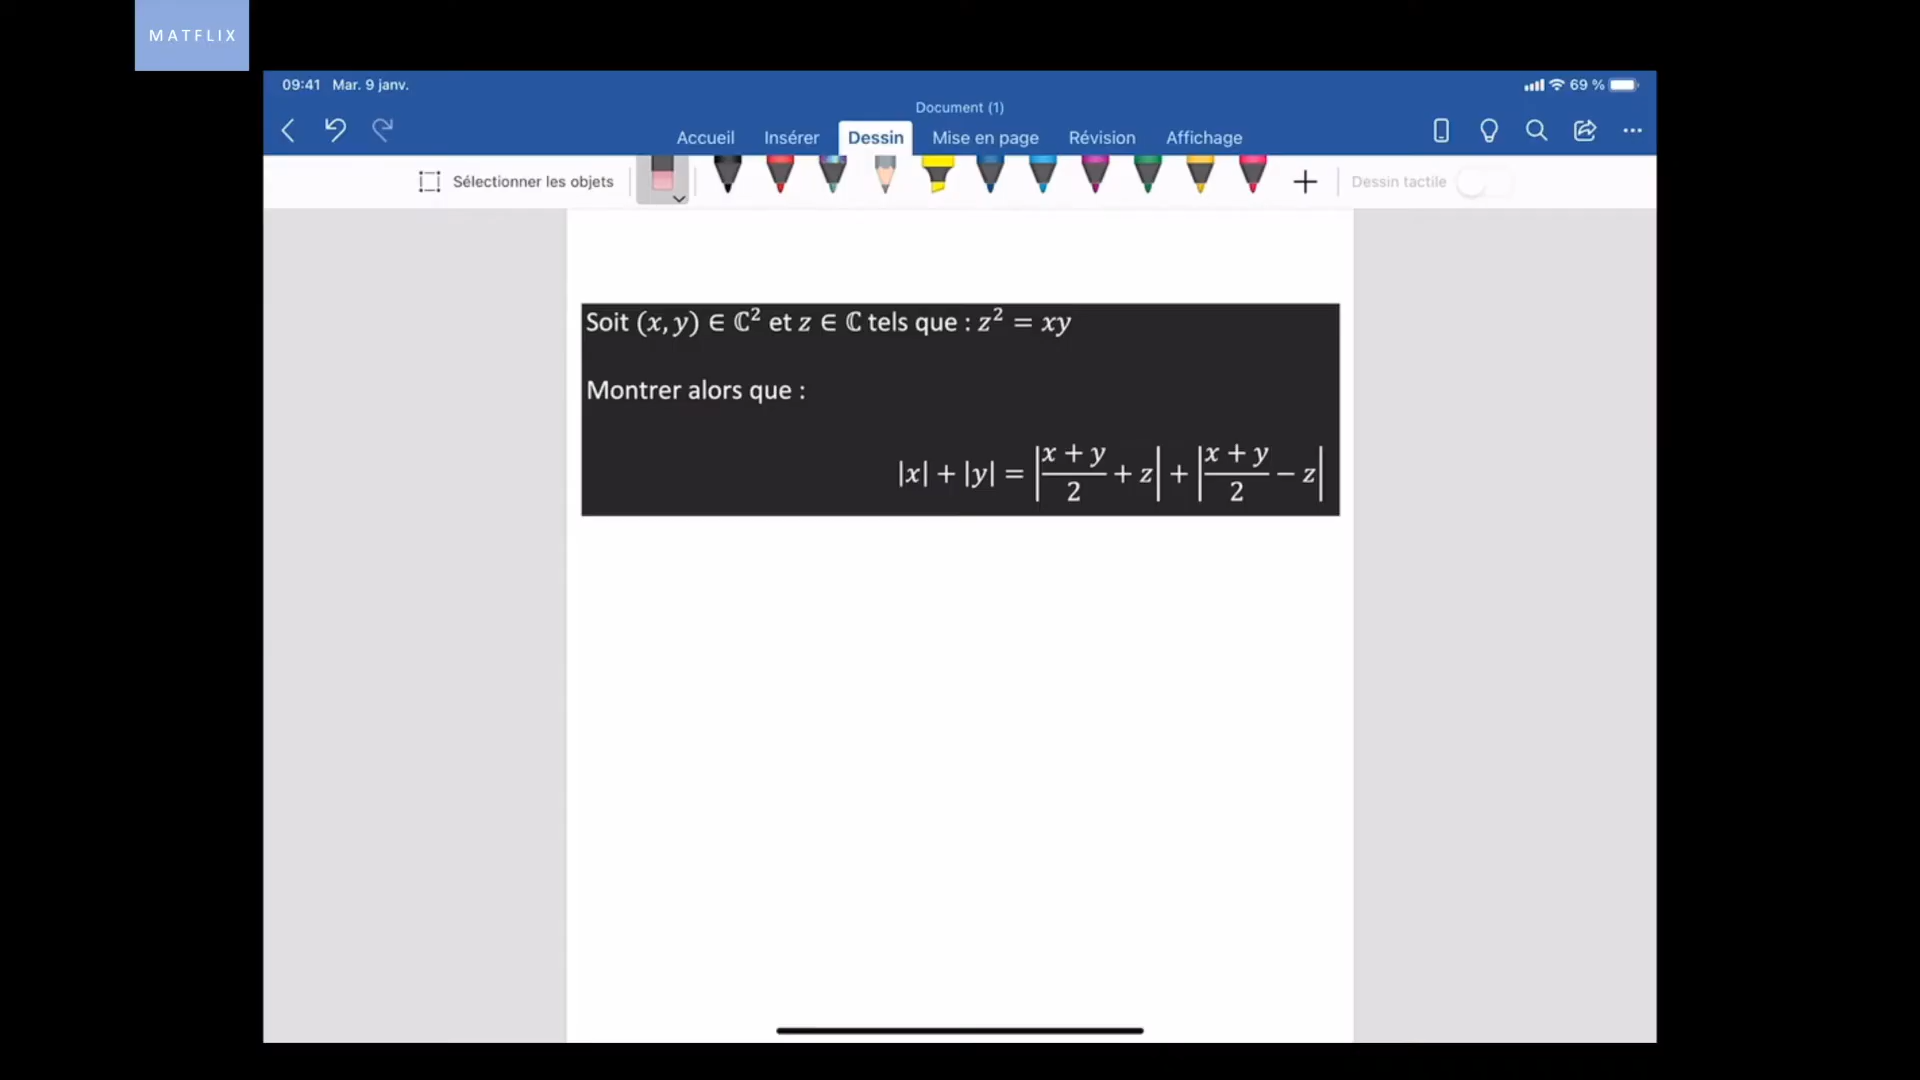 MATFLIX
09:41 Mar. 9 janv.
69 %
Document (1)
Accueil Insérer Dessin Mise en page Révision Affichage
Sélectionner les objets
Dessin tactile
Soit (x, y) ∈ ℂ² et z ∈ ℂ tels que : z² = xy
Montrer alors que :
|x| + |y| = |(x + y)/2 + z| + |(x + y)/2 − z|